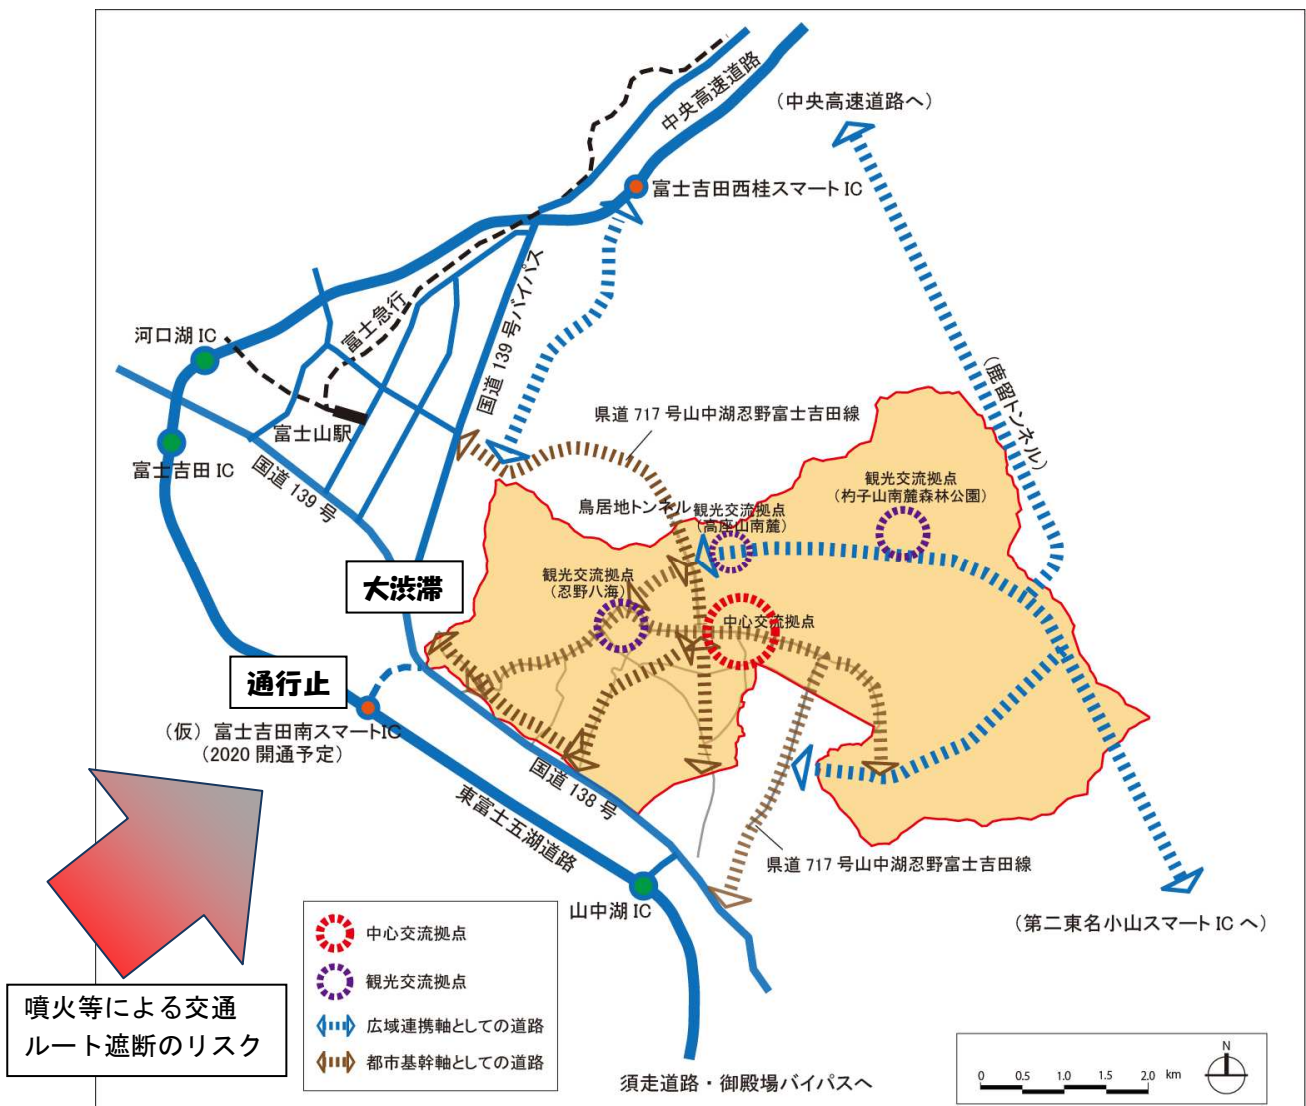 中央高速道路
（中央高速道路へ）
富士吉田西桂スマートIC
国道 139 号バイパス
富士急行
河口湖 IC
（鹿留トンネル）
県道 717 号山中湖忍野富士吉田線
富士山駅
富士吉田 IC
国道 139 号
観光交流拠点
（杓子山南麓森林公園）
鳥居地トンネル
観光交流拠点
（高座山南麓）
大渋滞
観光交流拠点
（忍野八海）
中心交流拠点
通行止
（仮）富士吉田南スマートIC
（2020 開通予定）
国道 138 号
東富士五湖道路
県道 717 号山中湖忍野富士吉田線
山中湖 IC
（第二東名小山スマート IC へ）
噴火等による交通
ルート遮断のリスク
中心交流拠点
観光交流拠点
広域連携軸としての道路
都市基幹軸としての道路
須走道路・御殿場バイパスへ
N
0 0.5 1.0 1.5 2.0 km